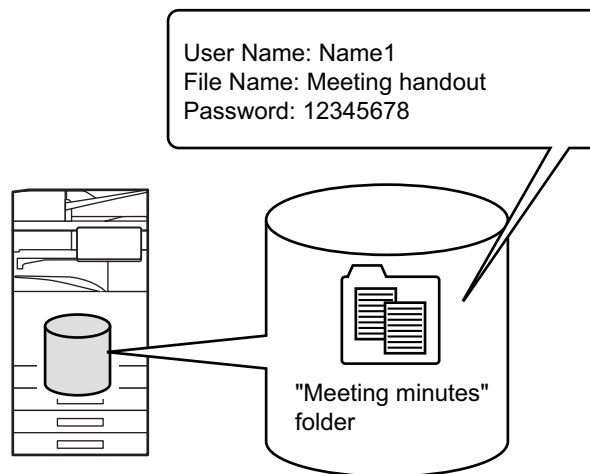 User Name: Name1
File Name: Meeting handout
Password: 12345678
"Meeting minutes"
folder